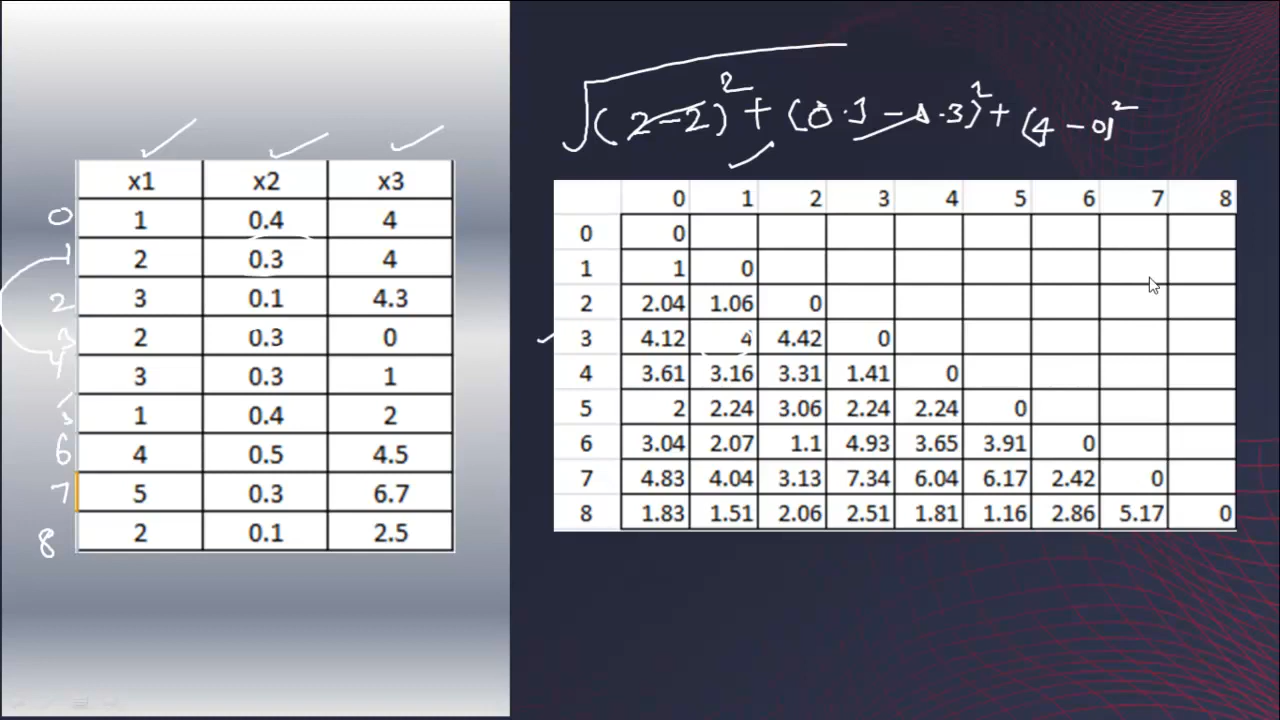 √(2-2)² + (0.3 - 0.3)² + (4 - 0)²
x1 x2 x3
0 1 0.4 4
1 2 0.3 4
2 3 0.1 4.3
3 2 0.3 0
4 3 0.3 1
5 1 0.4 2
6 4 0.5 4.5
7 5 0.3 6.7
8 2 0.1 2.5
0 1 2 3 4 5 6 7 8
0 0
1 1 0
2 2.04 1.06 0
3 4.12 4 4.42 0
4 3.61 3.16 3.31 1.41 0
5 2 2.24 3.06 2.24 2.24 0
6 3.04 2.07 1.1 4.93 3.65 3.91 0
7 4.83 4.04 3.13 7.34 6.04 6.17 2.42 0
8 1.83 1.51 2.06 2.51 1.81 1.16 2.86 5.17 0